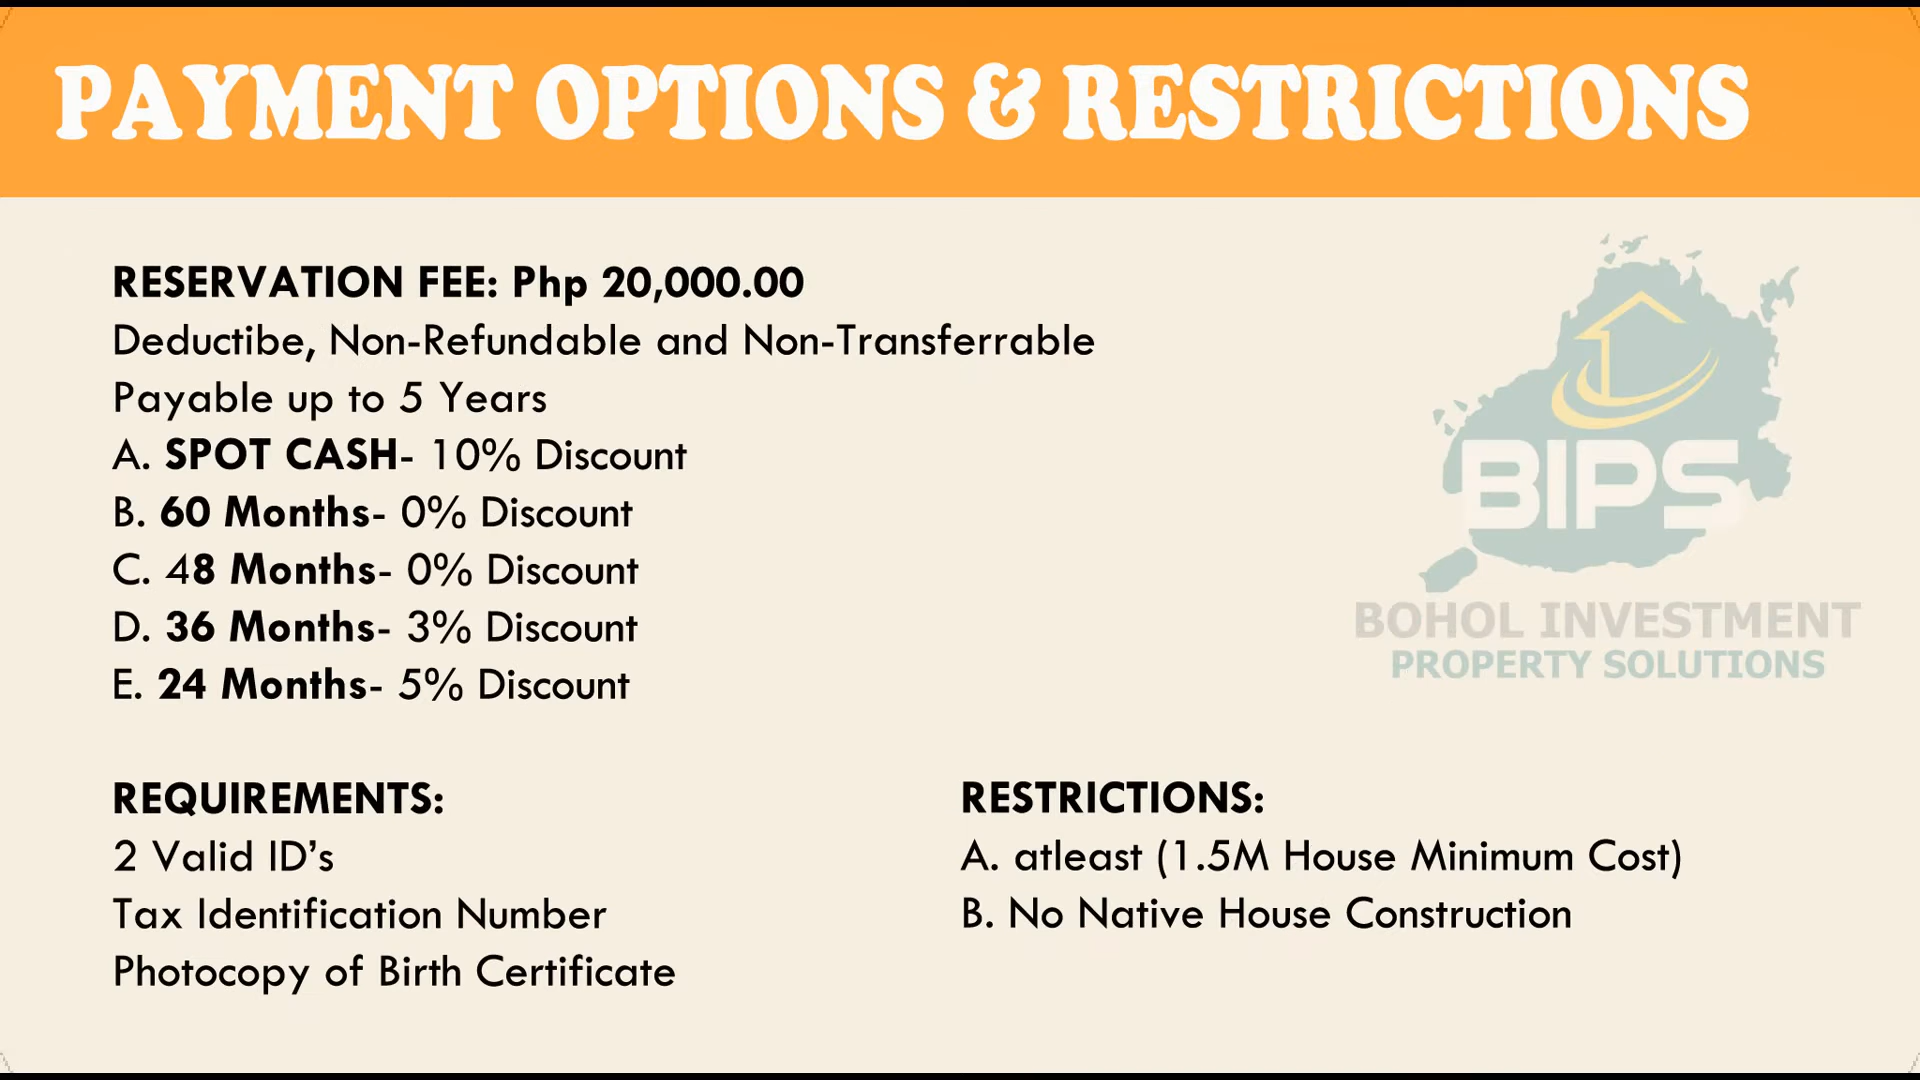 PAYMENT OPTIONS & RESTRICTIONS
RESERVATION FEE: Php 20,000.00
Deductibe, Non-Refundable and Non-Transferrable
Payable up to 5 Years
A. SPOT CASH- 10% Discount
B. 60 Months- 0% Discount
C. 48 Months- 0% Discount
D. 36 Months- 3% Discount
E. 24 Months- 5% Discount
BIPS
BOHOL INVESTMENT
PROPERTY SOLUTIONS
REQUIREMENTS:
2 Valid ID’s
Tax Identification Number
Photocopy of Birth Certificate
RESTRICTIONS:
A. atleast (1.5M House Minimum Cost)
B. No Native House Construction